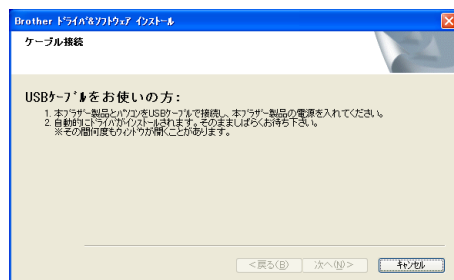 Brother ﾄﾞﾗｲﾊﾞ&ｿﾌﾄｳｪｱ ｲﾝｽﾄｰﾙ
ケーブル接続
USBｹｰﾌﾞﾙをお使いの方:
1. 本ﾌﾞﾗｻﾞｰ製品とﾊﾟｿｺﾝをUSBｹｰﾌﾞﾙで接続し、本ﾌﾞﾗｻﾞｰ製品の電源を入れてください。
2. 自動的にﾄﾞﾗｲﾊﾞがｲﾝｽﾄｰﾙされます。そのまましばらくお待ち下さい。
※その間何度もｳｨﾝﾄﾞｳが開くことがあります。
<戻る(B) 次へ(N)> ｷｬﾝｾﾙ